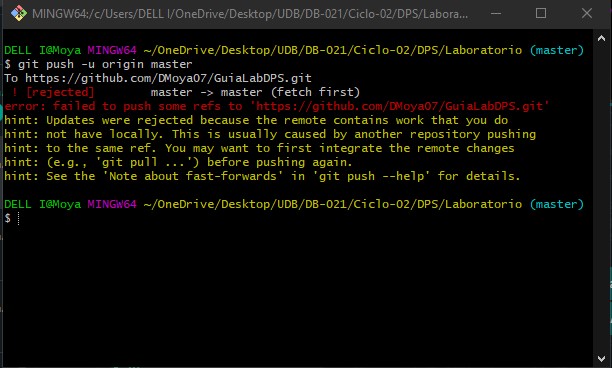 MINGW64:/c/Users/DELL I/OneDrive/Desktop/UDB/DB-021/Ciclo-02/DPS/Labora...
DELL I@Moya MINGW64 ~/OneDrive/Desktop/UDB/DB-021/Ciclo-02/DPS/Laboratorio (master)
$ git push -u origin master
To https://github.com/DMoya07/GuiaLabDPS.git
 ! [rejected]        master -> master (fetch first)
error: failed to push some refs to 'https://github.com/DMoya07/GuiaLabDPS.git'
hint: Updates were rejected because the remote contains work that you do
hint: not have locally. This is usually caused by another repository pushing
hint: to the same ref. You may want to first integrate the remote changes
hint: (e.g., 'git pull ...') before pushing again.
hint: See the 'Note about fast-forwards' in 'git push --help' for details.
DELL I@Moya MINGW64 ~/OneDrive/Desktop/UDB/DB-021/Ciclo-02/DPS/Laboratorio (master)
$